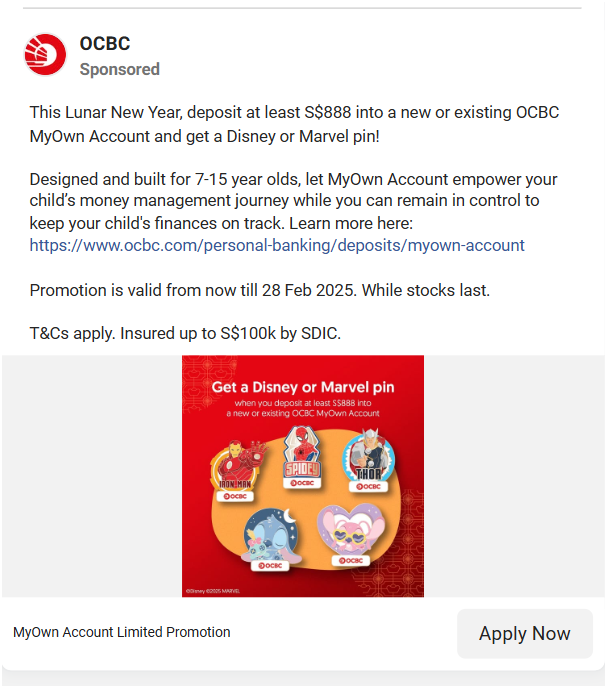 OCBC
Sponsored
This Lunar New Year, deposit at least S$888 into a new or existing OCBC
MyOwn Account and get a Disney or Marvel pin!
Designed and built for 7-15 year olds, let MyOwn Account empower your
child’s money management journey while you can remain in control to
keep your child's finances on track. Learn more here:
https://www.ocbc.com/personal-banking/deposits/myown-account
Promotion is valid from now till 28 Feb 2025. While stocks last.
T&Cs apply. Insured up to S$100k by SDIC.
Get a Disney or Marvel pin
when you deposit at least S$888 into
a new or existing OCBC MyOwn Account
IRON MAN
OCBC
SPIDEY
OCBC
THOR
OCBC
OCBC
OCBC
©Disney ©2025 MARVEL
MyOwn Account Limited Promotion
Apply Now